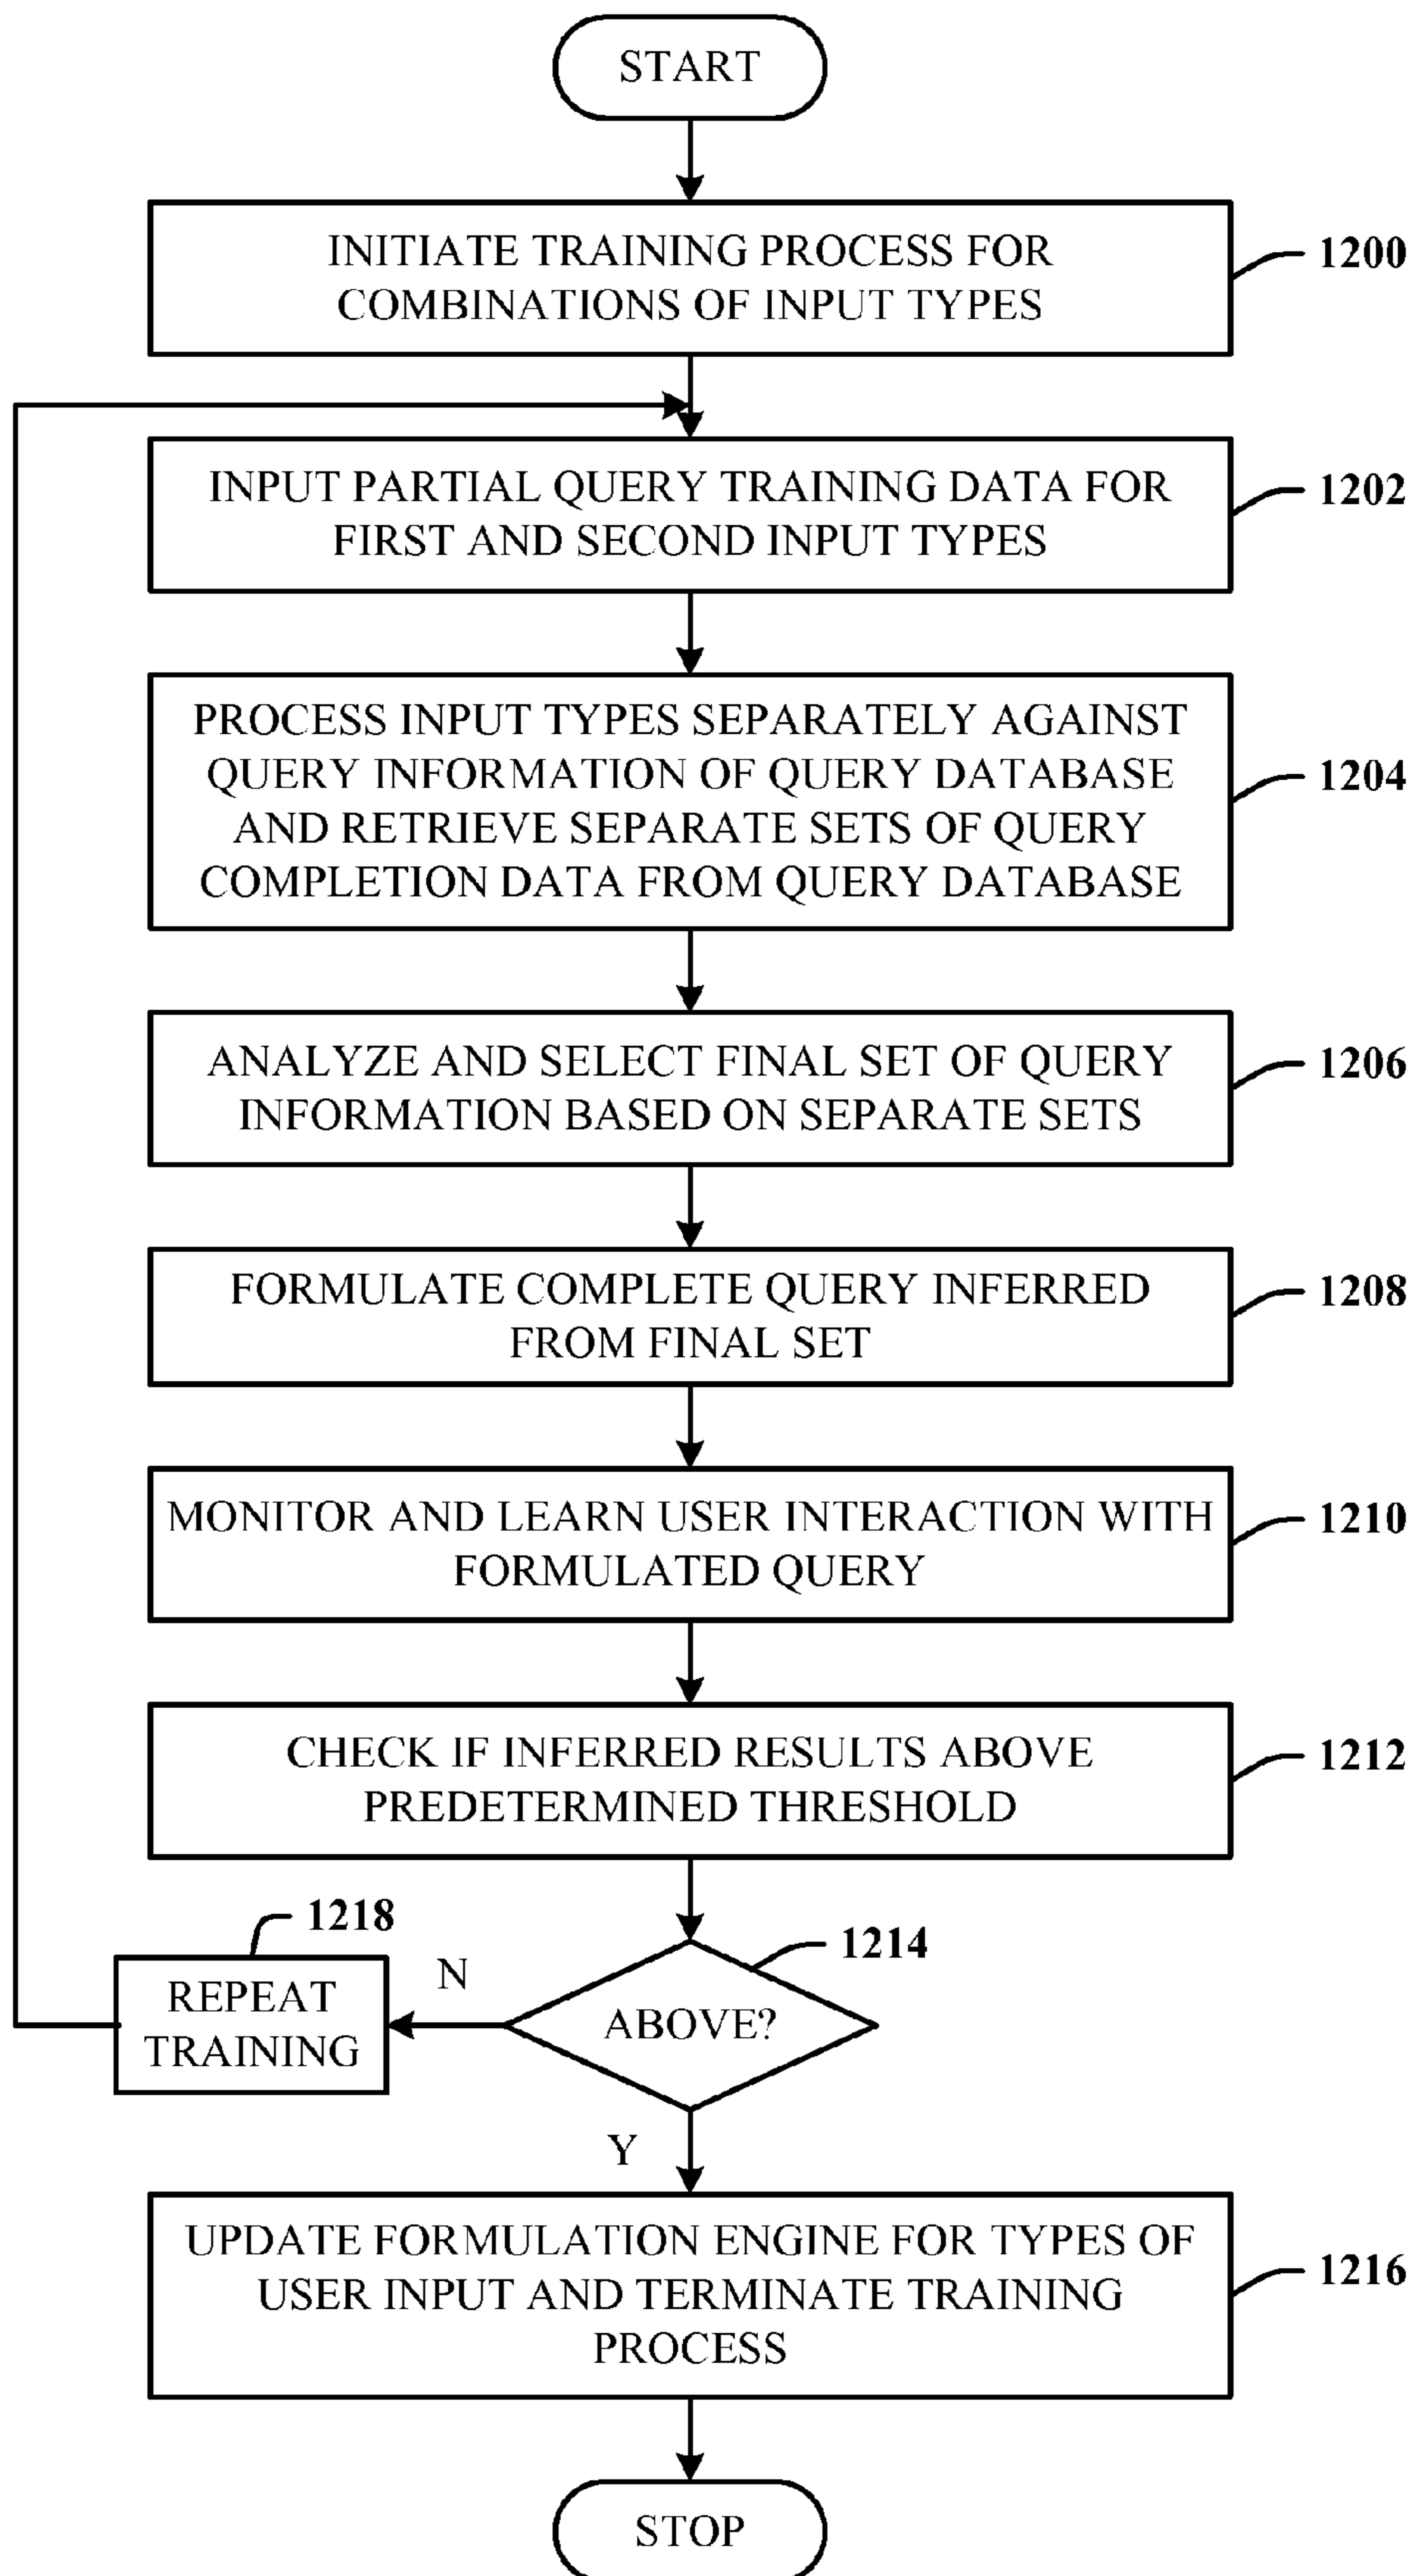 START
INITIATE TRAINING PROCESS FOR
COMBINATIONS OF INPUT TYPES
1200
INPUT PARTIAL QUERY TRAINING DATA FOR
FIRST AND SECOND INPUT TYPES
1202
PROCESS INPUT TYPES SEPARATELY AGAINST
QUERY INFORMATION OF QUERY DATABASE
AND RETRIEVE SEPARATE SETS OF QUERY
COMPLETION DATA FROM QUERY DATABASE
1204
ANALYZE AND SELECT FINAL SET OF QUERY
INFORMATION BASED ON SEPARATE SETS
1206
FORMULATE COMPLETE QUERY INFERRED
FROM FINAL SET
1208
MONITOR AND LEARN USER INTERACTION WITH
FORMULATED QUERY
1210
CHECK IF INFERRED RESULTS ABOVE
PREDETERMINED THRESHOLD
1212
1218
REPEAT
TRAINING
N
1214
ABOVE?
Y
UPDATE FORMULATION ENGINE FOR TYPES OF
USER INPUT AND TERMINATE TRAINING
PROCESS
1216
STOP